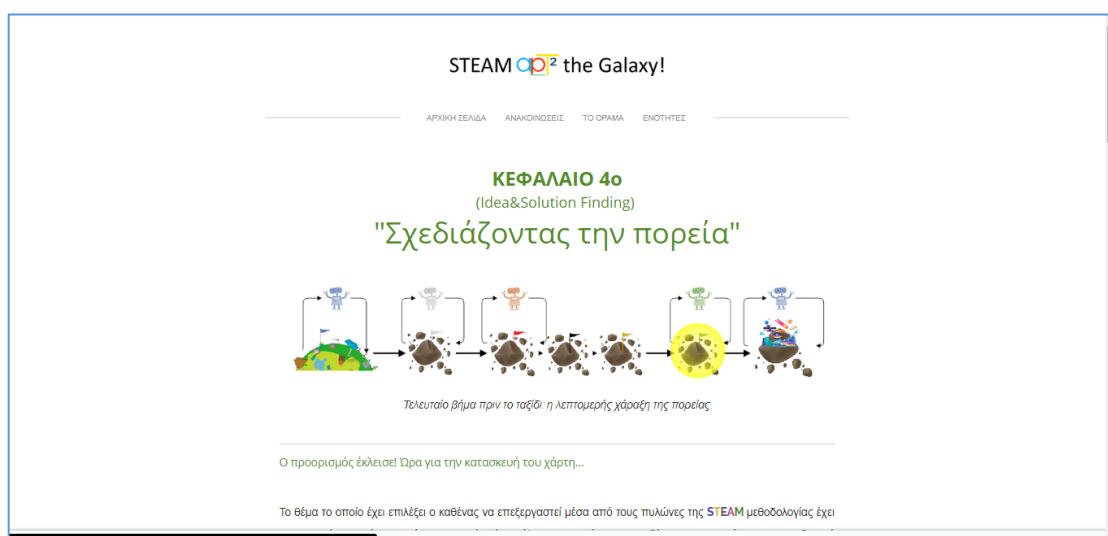 STEAM αρT² the Galaxy!
ΑΡΧΙΚΗ ΣΕΛΙΔΑ ΑΝΑΚΟΙΝΩΣΕΙΣ ΤΟ ΟΡΑΜΑ ΕΝΟΤΗΤΕΣ
ΚΕΦΑΛΑΙΟ 4ο
(Idea&Solution Finding)
"Σχεδιάζοντας την πορεία"
Τελευταίο βήμα πριν το ταξίδι: η λεπτομερής χάραξη της πορείας.
Ο προορισμός έκλεισε! Ώρα για την κατασκευή του χάρτη...
Το θέμα το οποίο έχει επιλέξει ο καθένας να επεξεργαστεί μέσα από τους πυλώνες της STEAM μεθοδολογίας έχει